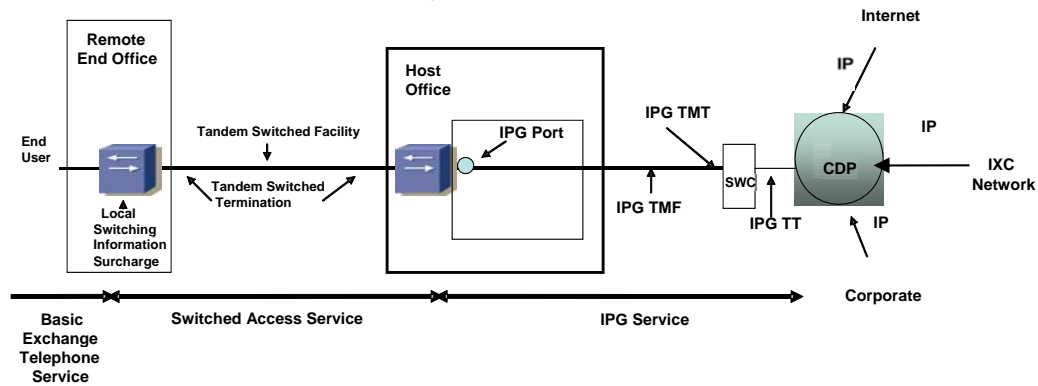 Internet
Remote
End Office
Host
Office
IP
IPG Port
IPG TMT
IP
Tandem Switched Facility
End
User
CDP
IXC
Network
SWC
Tandem Switched
Termination
IPG TMF
IPG TT
IP
Local
Switching
Information
Surcharge
Corporate
Basic
Exchange
Telephone
Service
Switched Access Service
IPG Service